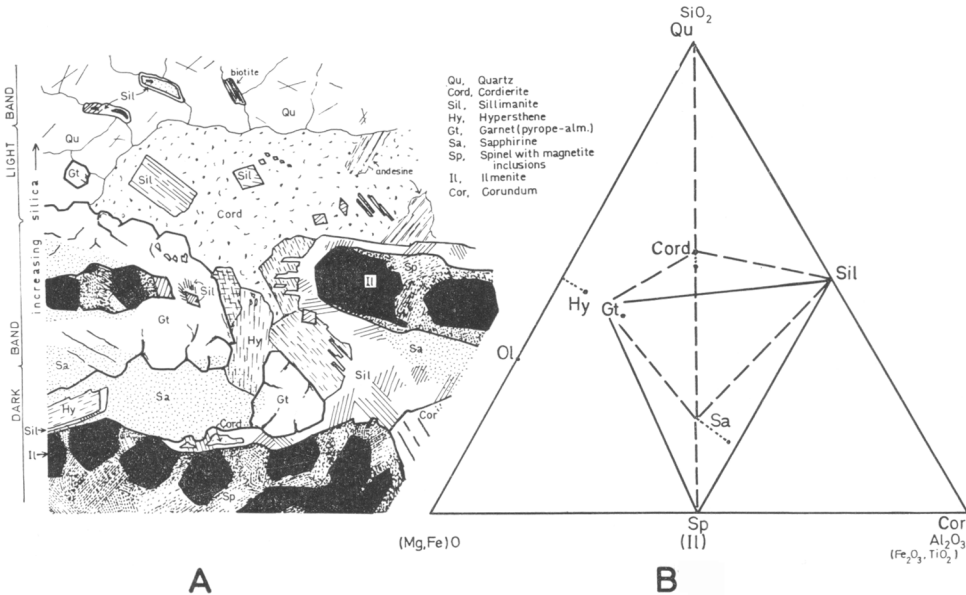 LIGHT BAND
increasing silica
DARK BAND
biotite
Sil
Qu
Qu
Qu
Gt
Sil
Sil
andesine
Cord
Sp
Il
Sil
Gt
Hy
Sa
Sa
Sil
Sa
Gt
Hy
Cord
Cor
Sil
Il
Sp
A
Qu, Quartz
Cord, Cordierite
Sil, Sillimanite
Hy, Hypersthene
Gt, Garnet (pyrope-alm.)
Sa, Sapphirine
Sp, Spinel with magnetite
inclusions
Il, Ilmenite
Cor, Corundum
SiO₂
Qu
Cord
Sil
Hy
Gt
Ol
Sa
Sp
(Il)
Cor
Al₂O₃
(Fe₂O₃, TiO₂)
(Mg,Fe)O
B